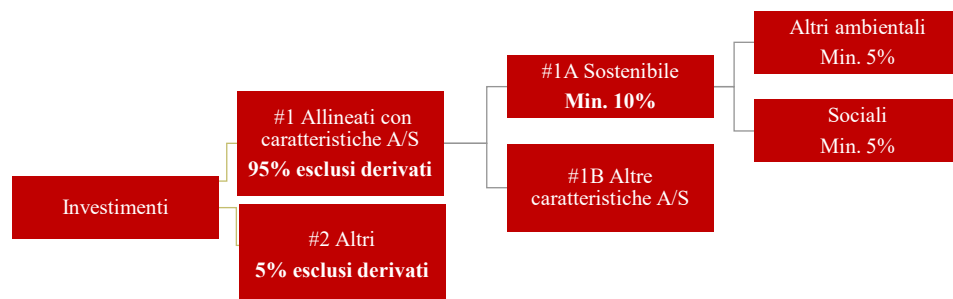 Investimenti
#1 Allineati con
caratteristiche A/S
95% esclusi derivati
#2 Altri
5% esclusi derivati
#1A Sostenibile
Min. 10%
#1B Altre
caratteristiche A/S
Altri ambientali
Min. 5%
Sociali
Min. 5%